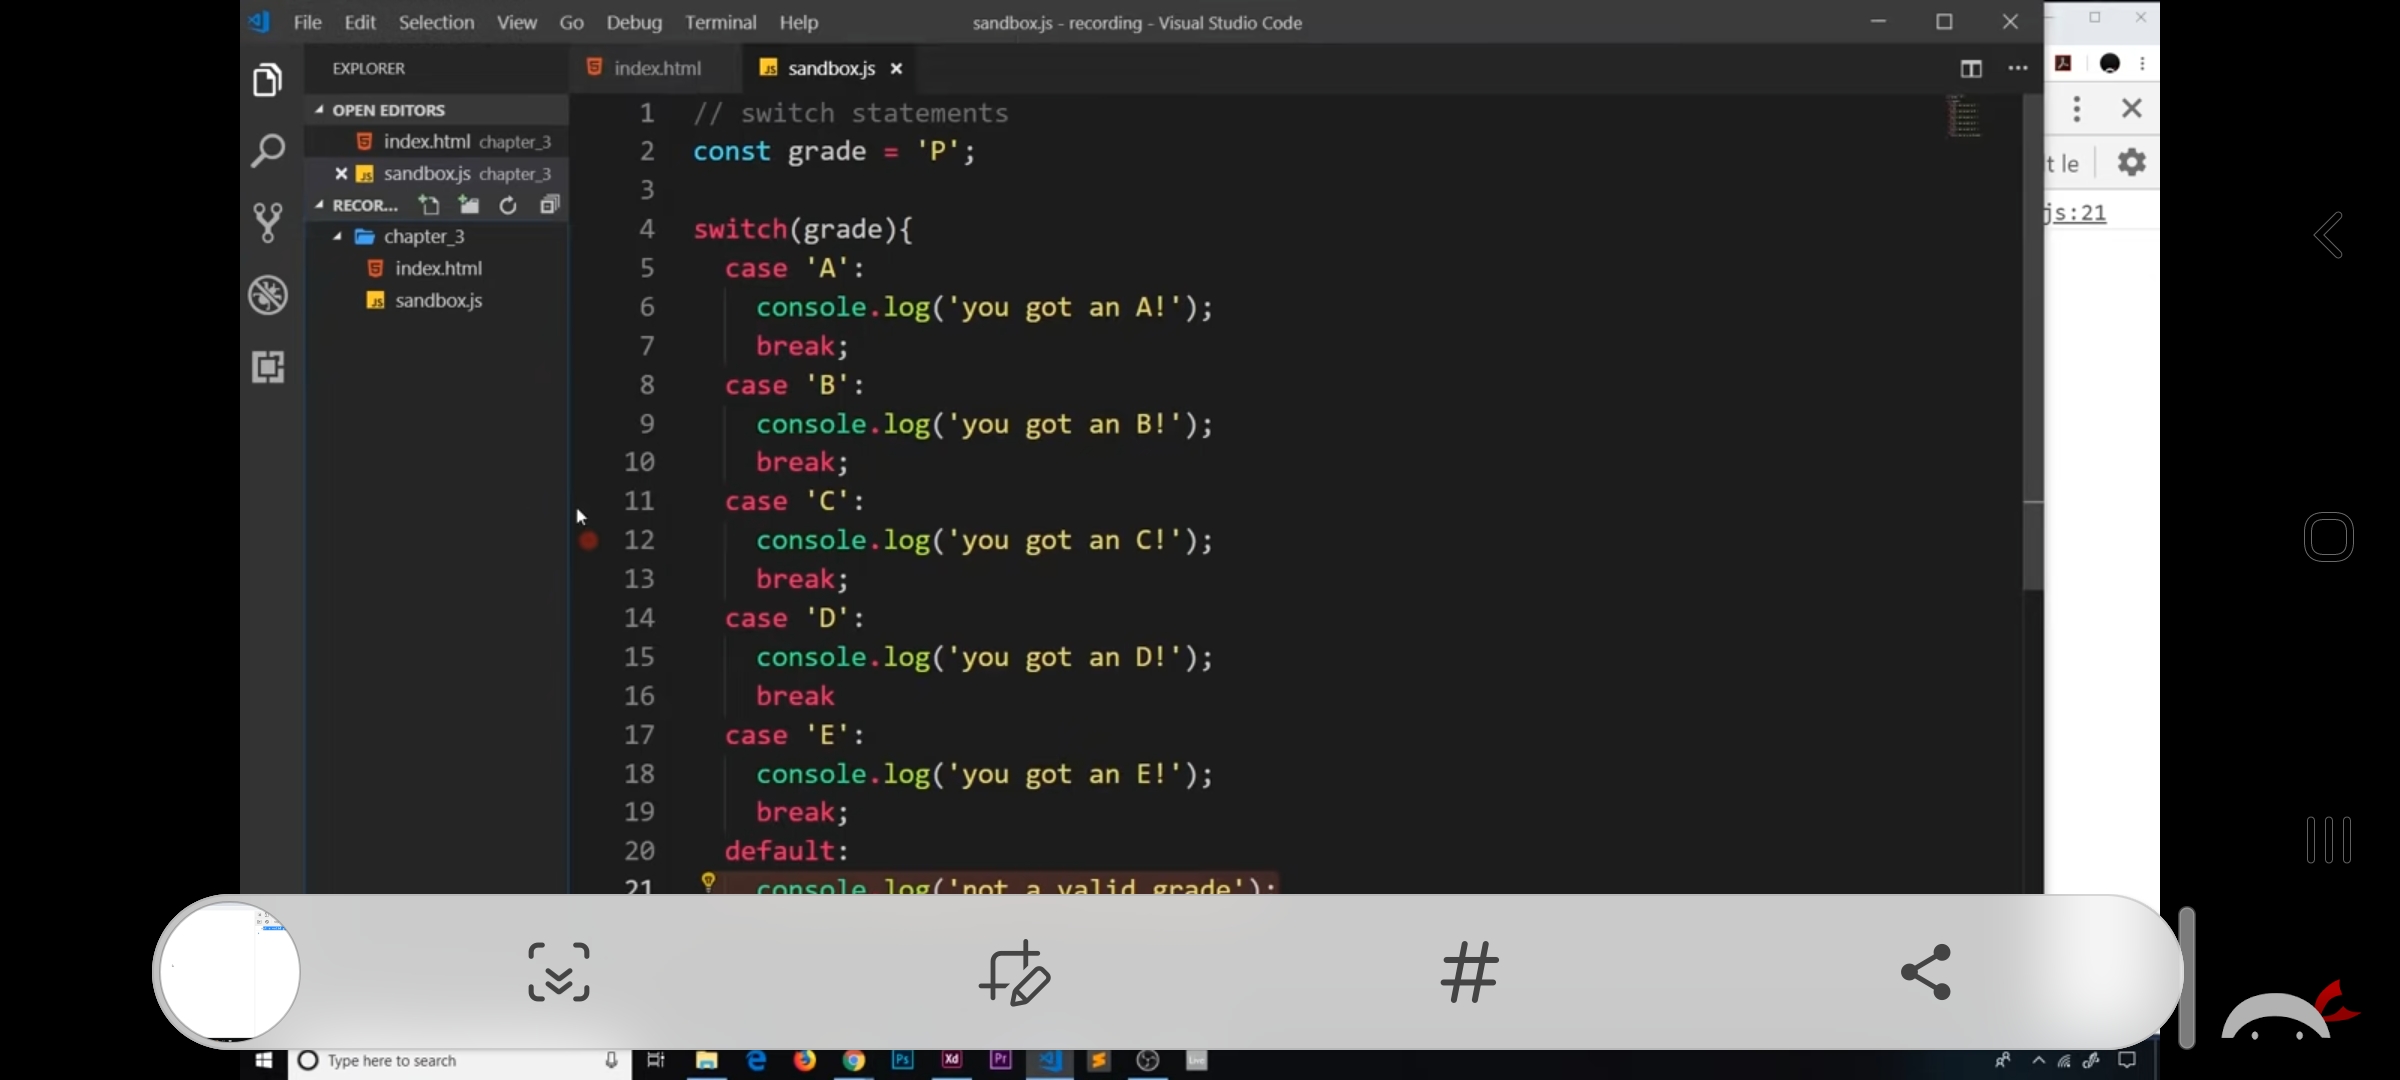 File Edit Selection View Go Debug Terminal Help
sandbox.js - recording - Visual Studio Code
EXPLORER
index.html
sandbox.js
OPEN EDITORS
index.html chapter_3
sandbox.js chapter_3
RECOR...
chapter_3
index.html
sandbox.js
1 // switch statements
2 const grade = 'P';
3
4 switch(grade){
5 case 'A':
6 console.log('you got an A!');
7 break;
8 case 'B':
9 console.log('you got an B!');
10 break;
11 case 'C':
12 console.log('you got an C!');
13 break;
14 case 'D':
15 console.log('you got an D!');
16 break
17 case 'E':
18 console.log('you got an E!');
19 break;
20 default:
21 console.log('not a valid grade');
t le
js:21
Type here to search
Ps
Xd
Pr